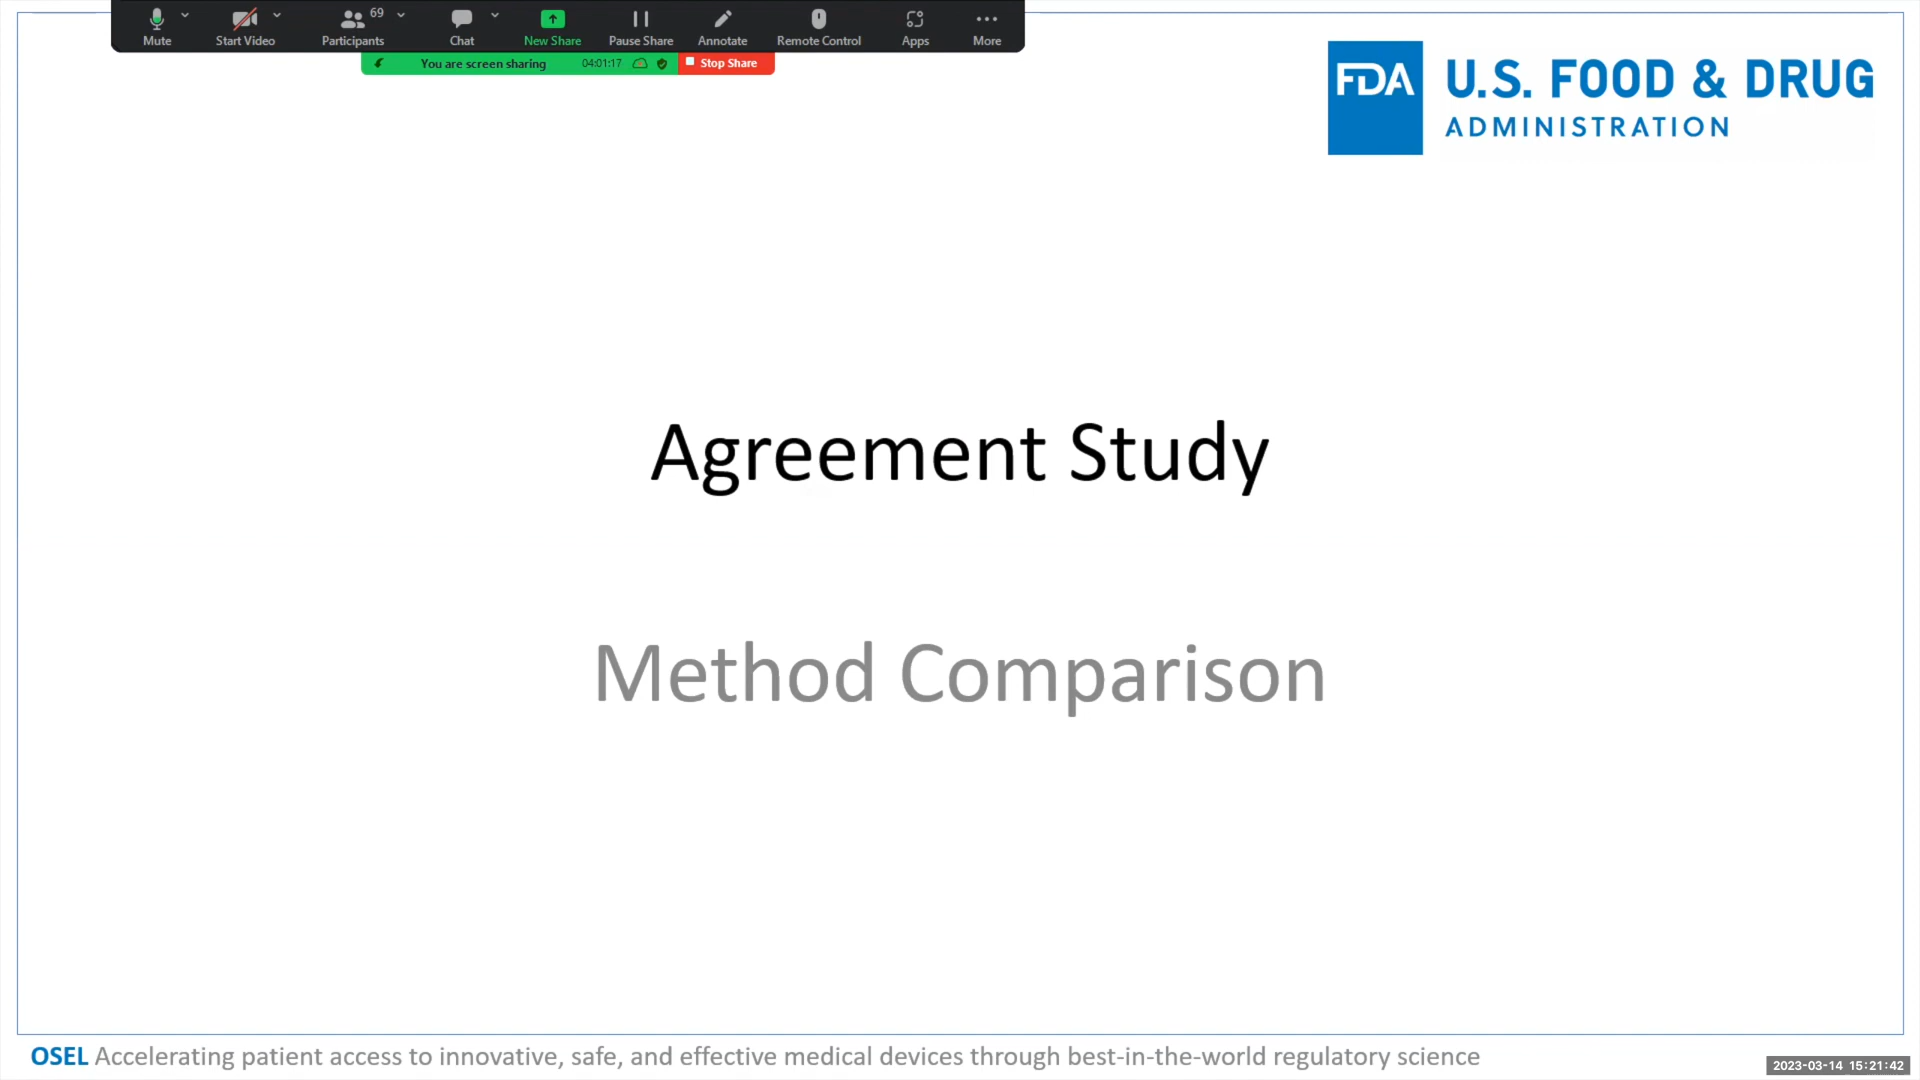 Mute
Start Video
Participants
69
Chat
New Share
Pause Share
Annotate
Remote Control
Apps
More
You are screen sharing
04:01:17
Stop Share
FDA
U.S. FOOD & DRUG
ADMINISTRATION
Agreement Study
Method Comparison
OSEL Accelerating patient access to innovative, safe, and effective medical devices through best-in-the-world regulatory science
2023-03-14 15:21:42